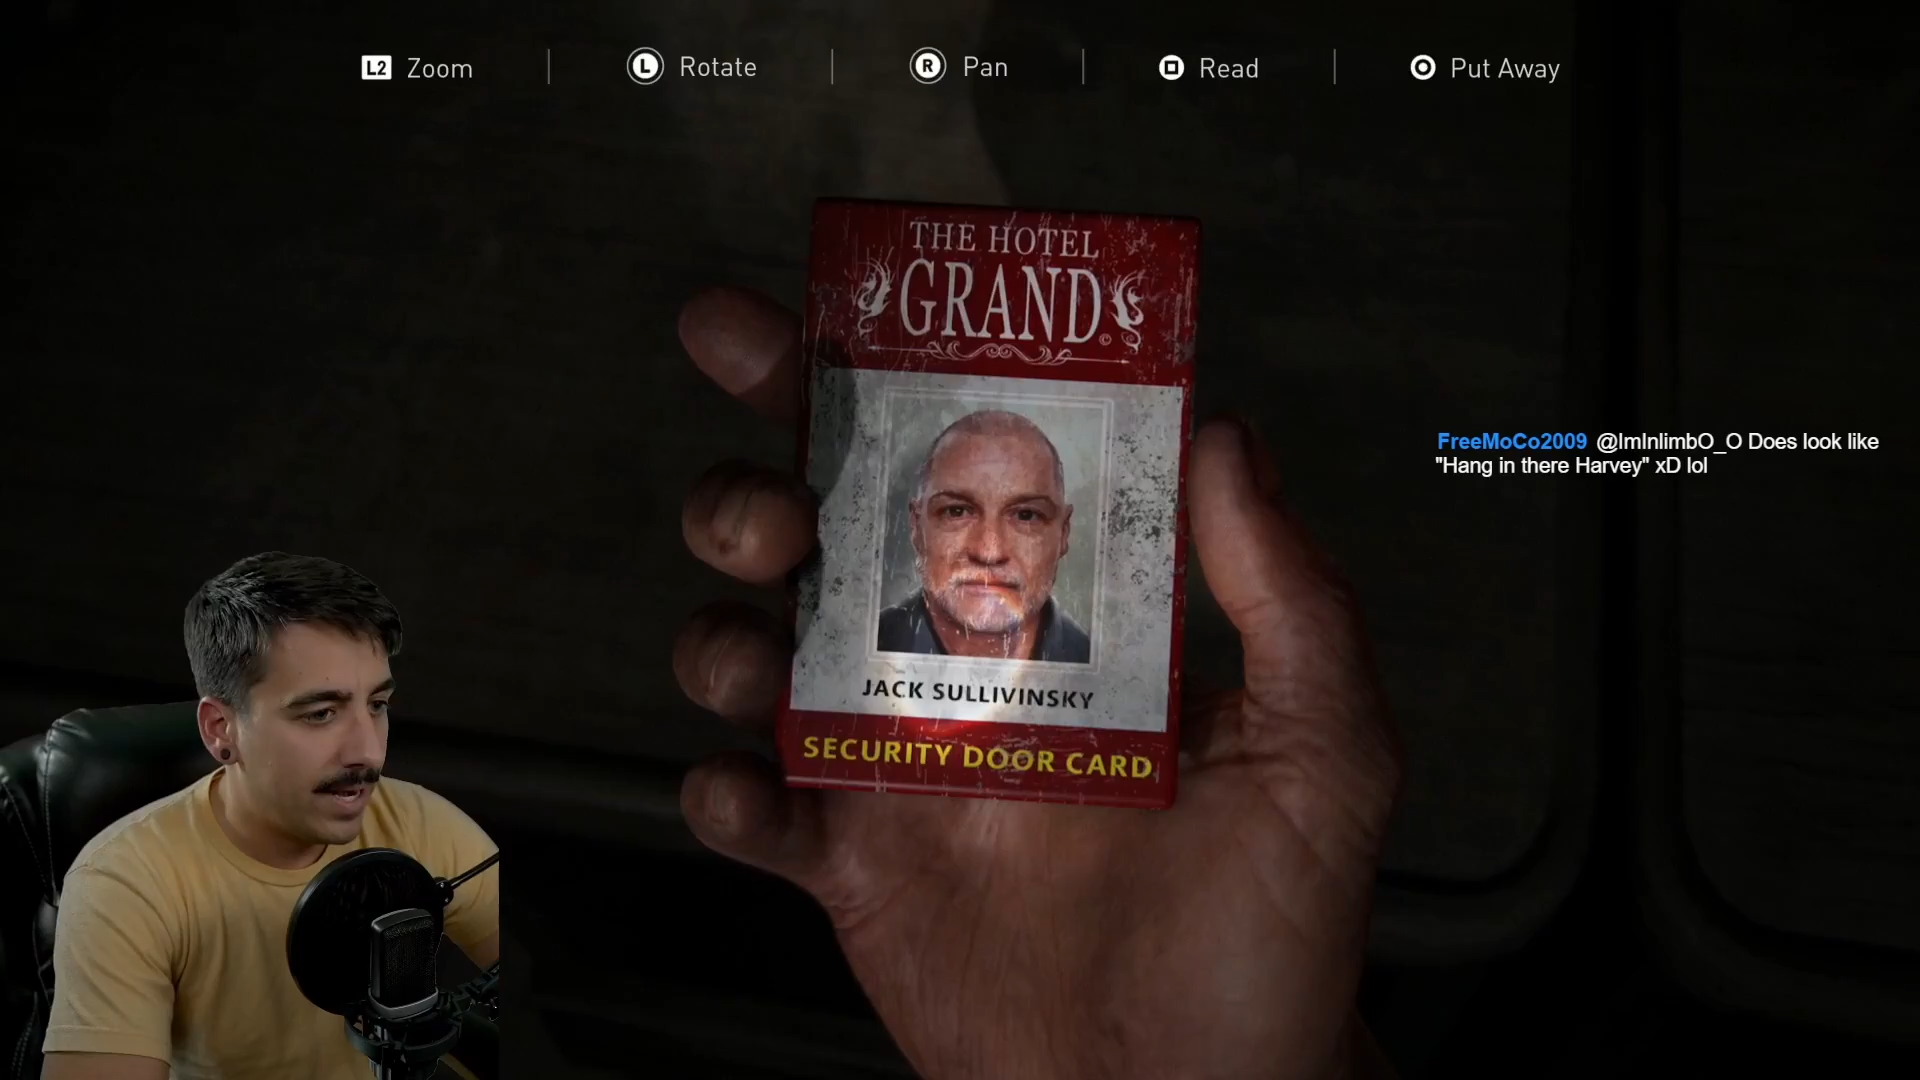 L2 Zoom
L Rotate
R Pan
Read
Put Away
THE HOTEL
GRAND©
JACK SULLIVINSKY
SECURITY DOOR CARD
FreeMoCo2009 @ImInlimbO_O Does look like
"Hang in there Harvey" xD lol